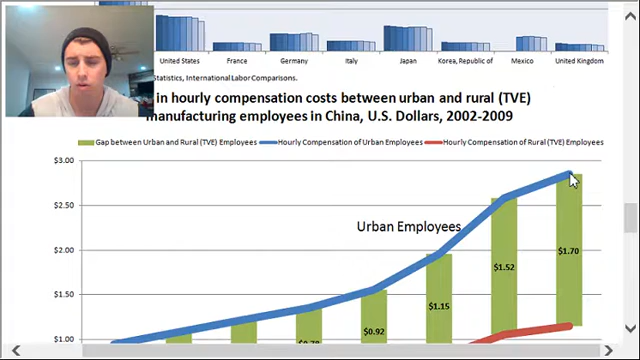 United States France Germany Italy Japan Korea, Republic of Mexico United Kingdom
Statistics, International Labor Comparisons.
in hourly compensation costs between urban and rural (TVE)
manufacturing employees in China, U.S. Dollars, 2002-2009
Gap between Urban and Rural (TVE) Employees Hourly Compensation of Urban Employees Hourly Compensation of Rural (TVE) Employees
$3.00
$2.50
Urban Employees
$2.00
$1.70
$1.52
$1.50
$1.15
$0.92
$1.00
$0.78